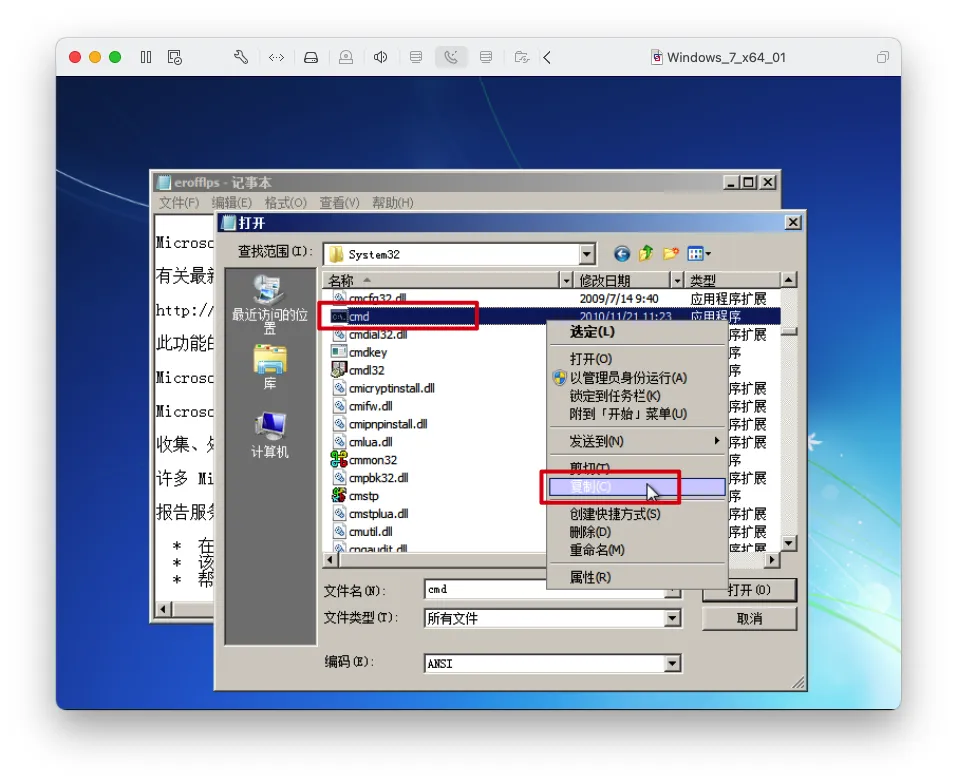 Windows_7_x64_01
erofflps - 记事本
文件(F) 编辑(E) 格式(O) 查看(V) 帮助(H)
打开
查找范围(I): System32
Microso
有关最新
http://
此功能的
Microso
Microso
收集、处
许多 Mi
报告服务
* 在
* 该
* 帮
最近访问的位置
库
计算机
名称 修改日期 类型
cmcfg32.dll 2009/7/14 9:40 应用程序扩展
cmd 2010/11/21 11:23 应用程序
cmdial32.dll 序扩展
cmdkey 序
cmdl32 序
cmicryptinstall.dll 序扩展
cmifw.dll 序扩展
cmipnpinstall.dll 序扩展
cmlua.dll 序扩展
cmmon32 序
cmpbk32.dll 序扩展
cmstp 序
cmstplua.dll 序扩展
cmutil.dll 序扩展
cngaudit.dll 序扩展
选定(L)
打开(O)
以管理员身份运行(A)
锁定到任务栏(K)
附到「开始」菜单(U)
发送到(N)
剪切(T)
复制(C)
创建快捷方式(S)
删除(D)
重命名(M)
属性(R)
文件名(N): cmd 打开(O)
文件类型(T): 所有文件 取消
编码(E): ANSI